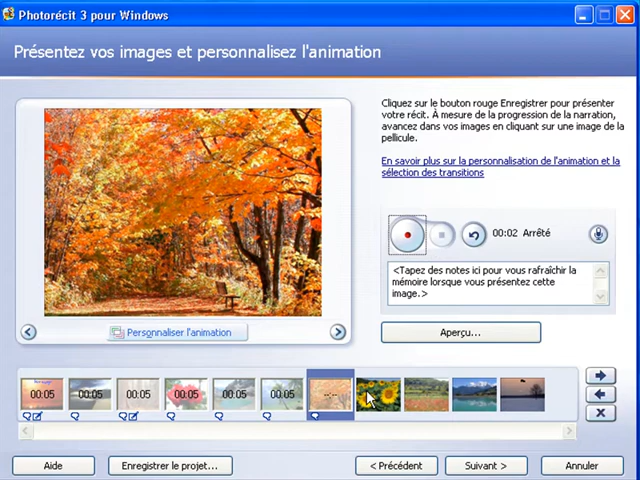 Photorécit 3 pour Windows
Présentez vos images et personnalisez l'animation
Cliquez sur le bouton rouge Enregistrer pour présenter
votre récit. À mesure de la progression de la narration,
avancez dans vos images en cliquant sur une image de la
pellicule.
En savoir plus sur la personnalisation de l'animation et la
sélection des transitions
00:02 Arrêté
<Tapez des notes ici pour vous rafraîchir la
mémoire lorsque vous présentez cette
image.>
Personnaliser l'animation
Aperçu...
00:05 00:05 00:05 00:05 00:05 00:05 --:--
Aide Enregistrer le projet... < Précédent Suivant > Annuler